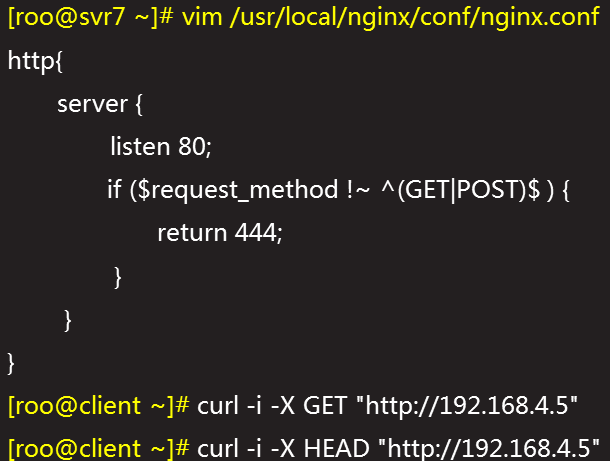 [roo@svr7 ~]# vim /usr/local/nginx/conf/nginx.conf
http{
server {
listen 80;
if ($request_method !~ ^(GET|POST)$ ) {
return 444;
}
}
}
[roo@client ~]# curl -i -X GET "http://192.168.4.5"
[roo@client ~]# curl -i -X HEAD "http://192.168.4.5"